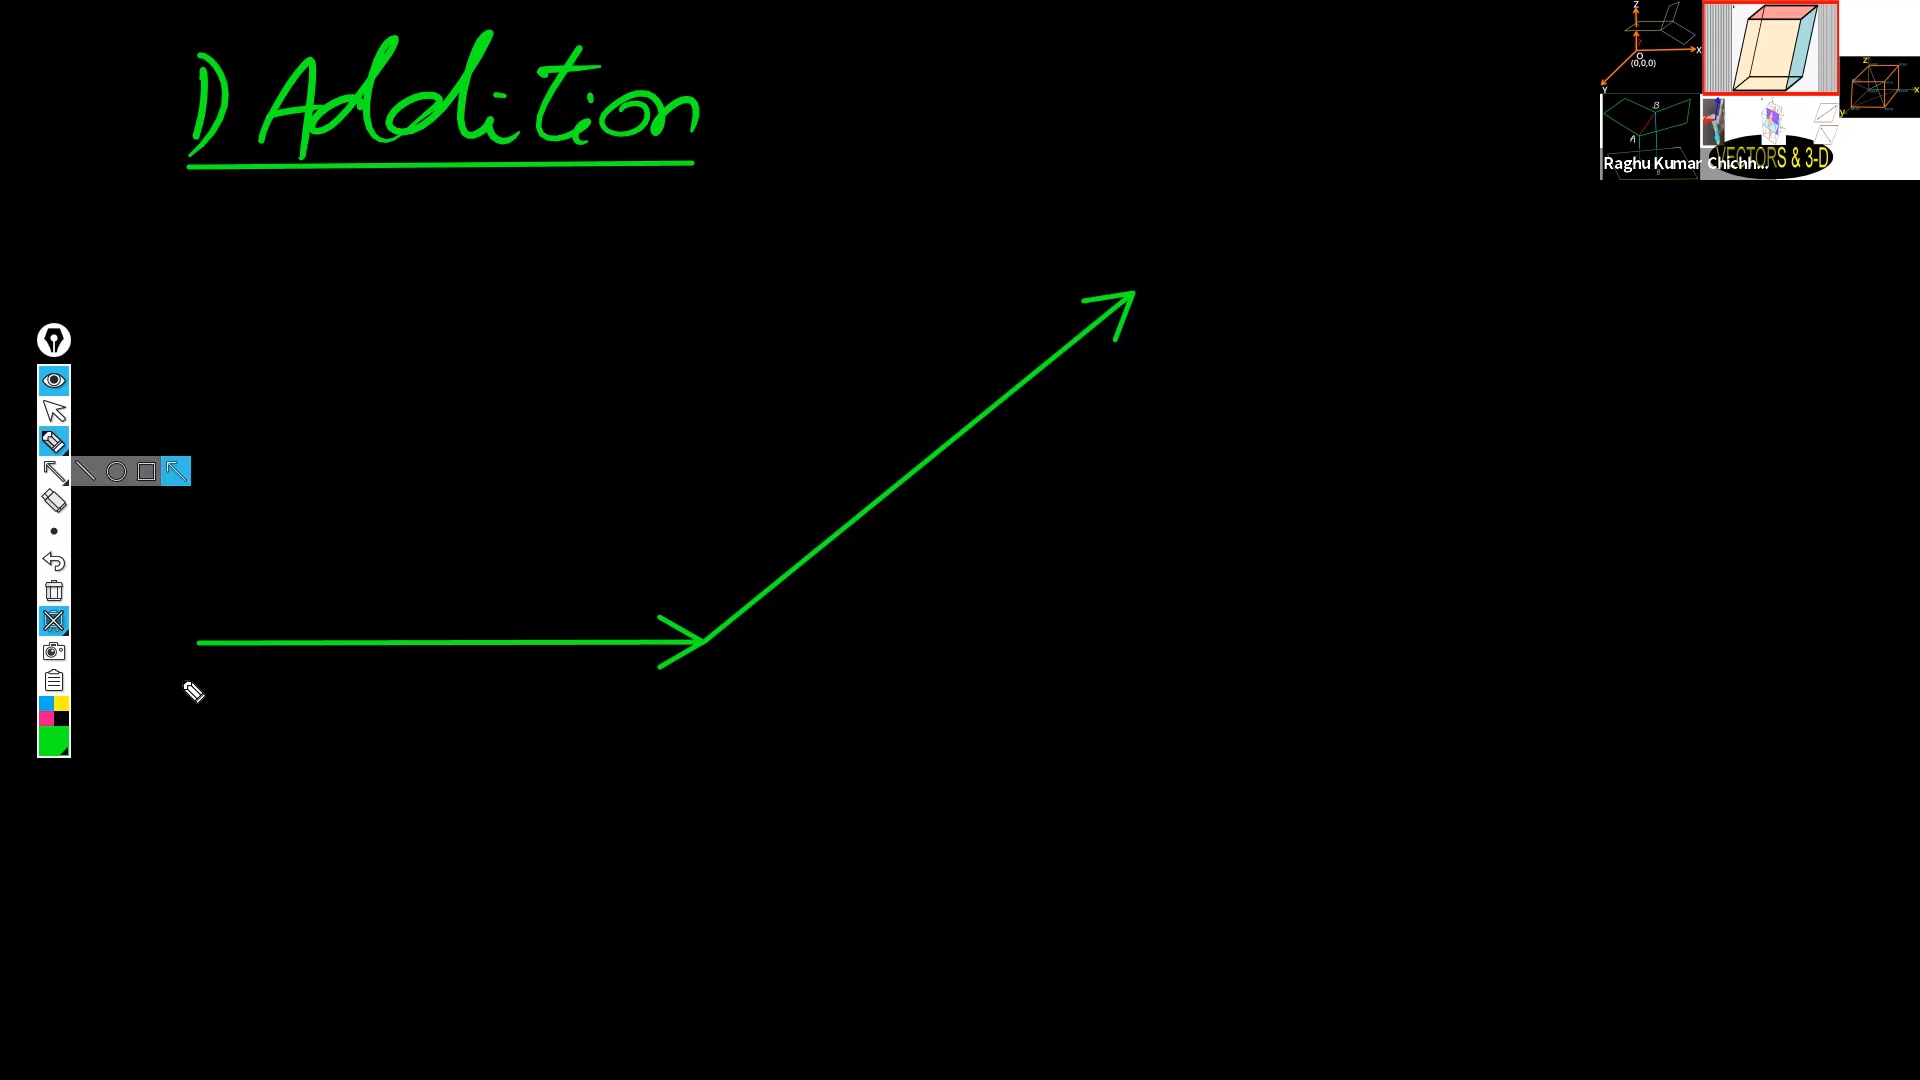 1) Addition
Z
X
O
(0,0,0)
Y
B
A
Raghu Kumar Chichh...
VECTORS & 3-D
Z
X
Y